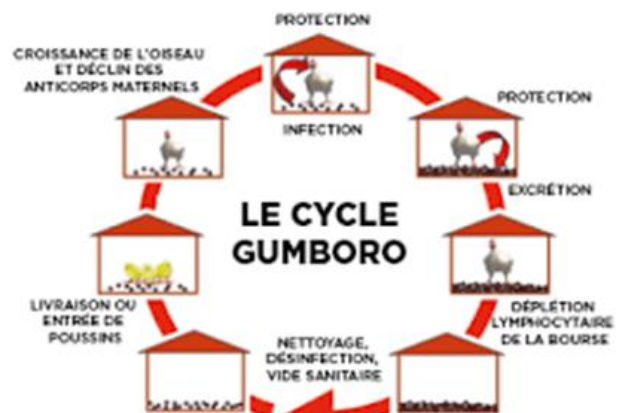 PROTECTION
CROISSANCE DE L'OISEAU
ET DÉCLIN DES
ANTICORPS MATERNELS
INFECTION
PROTECTION
EXCRÉTION
LE CYCLE
GUMBORO
LIVRAISON OU
ENTRÉE DE
POUSSINS
DÉPLÉTION
LYMPHOCYTAIRE
DE LA BOURSE
NETTOYAGE,
DÉSINFECTION,
VIDE SANITAIRE